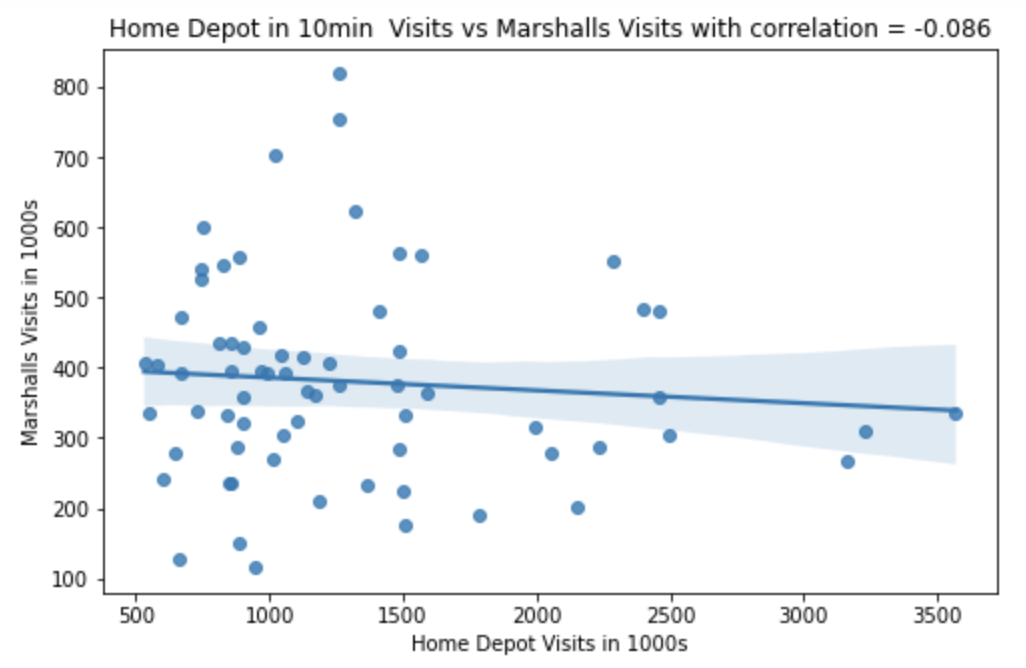 Home Depot in 10min  Visits vs Marshalls Visits with correlation = -0.086
800
700
600
500
400
300
200
100
Marshalls Visits in 1000s
500 1000 1500 2000 2500 3000 3500
Home Depot Visits in 1000s